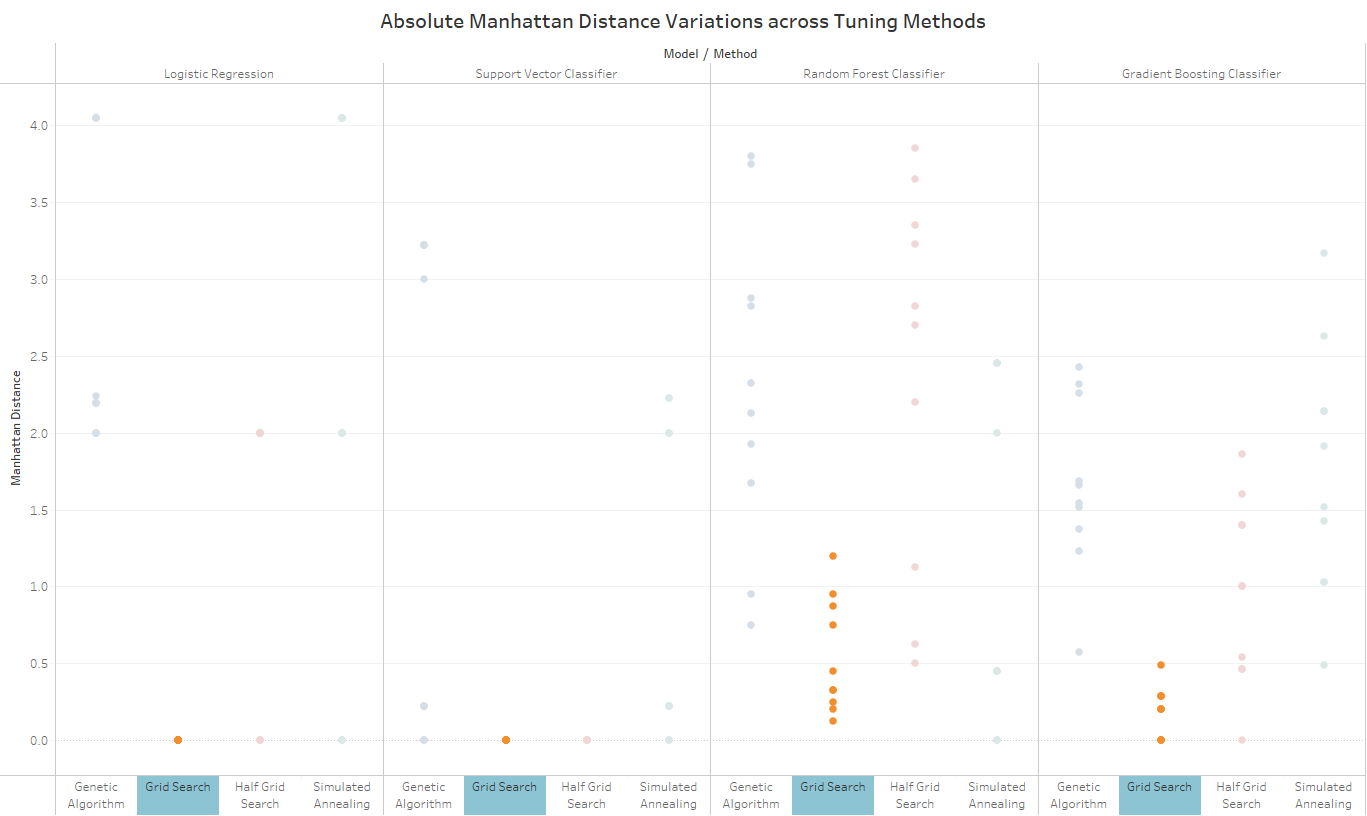 Absolute Manhattan Distance Variations across Tuning Methods
Model / Method
Logistic Regression
Support Vector Classifier
Random Forest Classifier
Gradient Boosting Classifier
Manhattan Distance
4.0
3.5
3.0
2.5
2.0
1.5
1.0
0.5
0.0
Genetic Algorithm
Grid Search
Half Grid Search
Simulated Annealing
Genetic Algorithm
Grid Search
Half Grid Search
Simulated Annealing
Genetic Algorithm
Grid Search
Half Grid Search
Simulated Annealing
Genetic Algorithm
Grid Search
Half Grid Search
Simulated Annealing